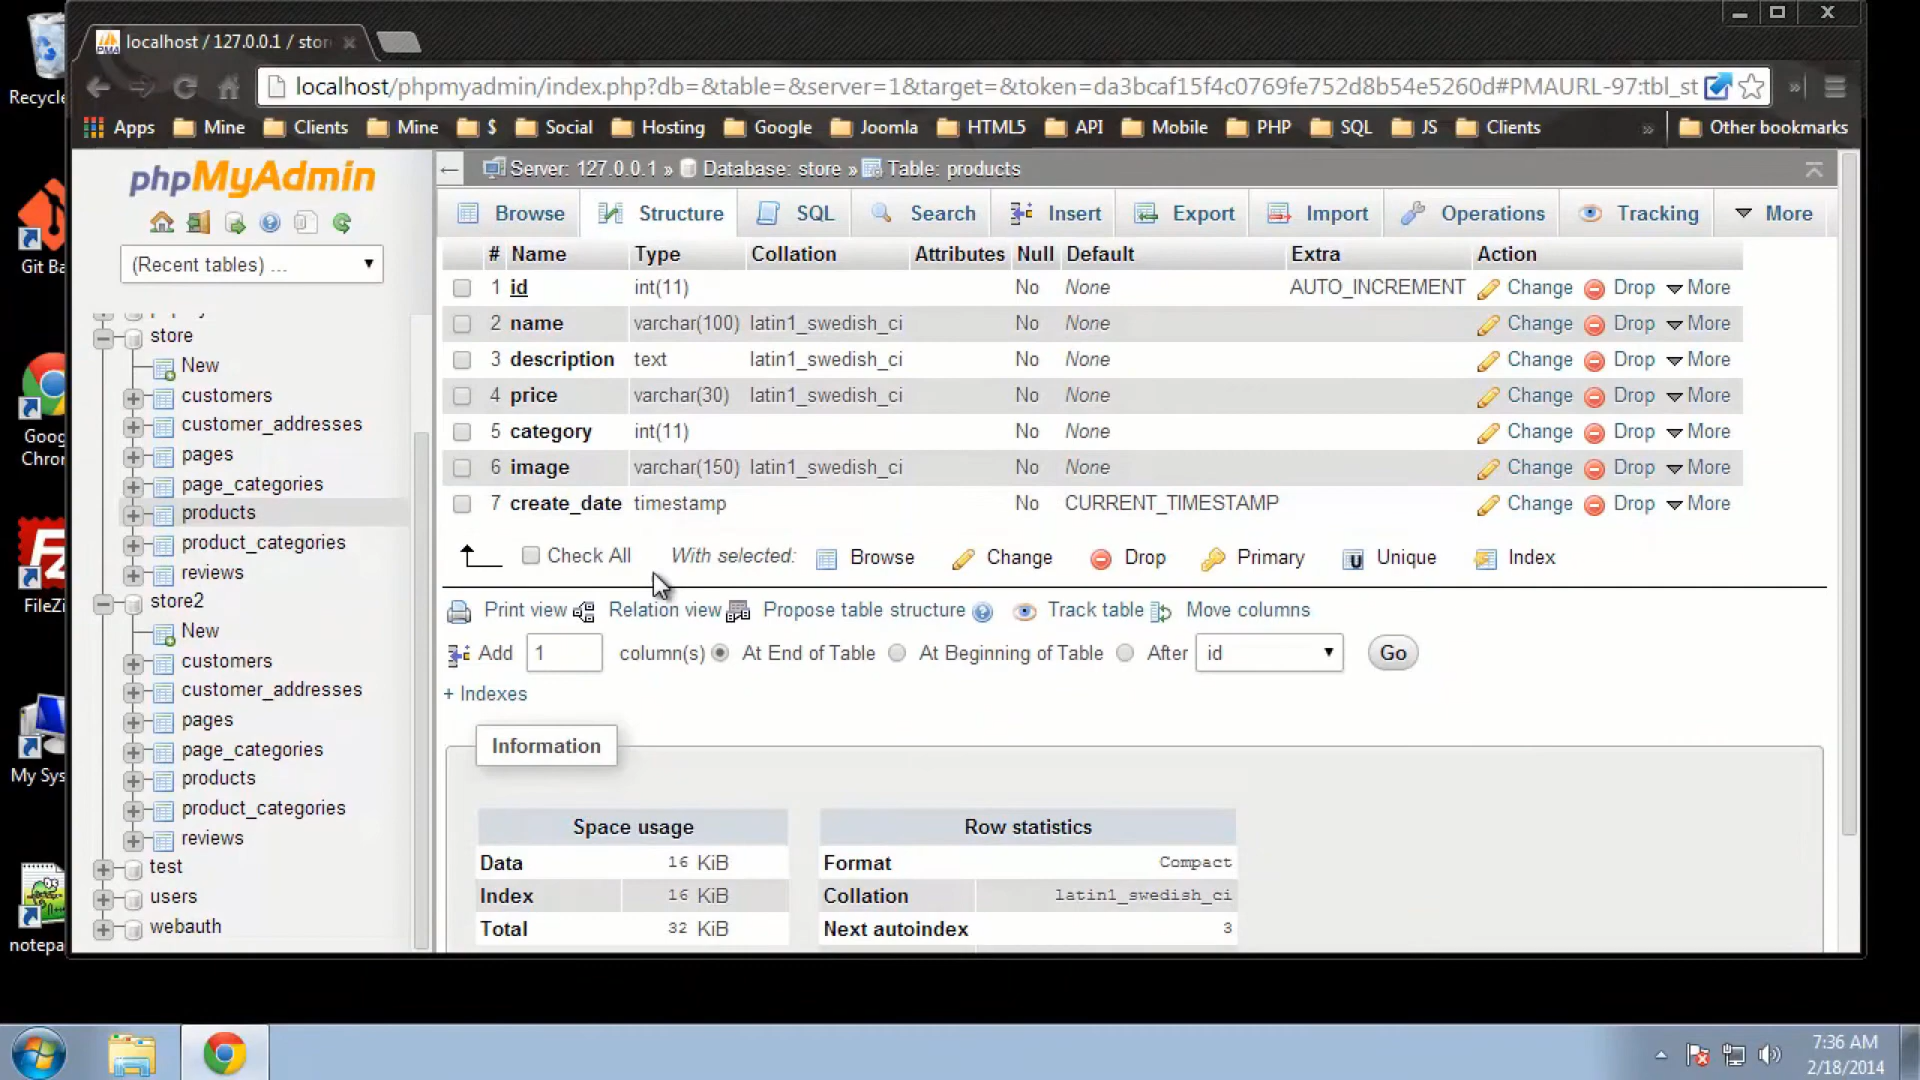 localhost / 127.0.0.1 / stor
localhost/phpmyadmin/index.php?db=&table=&server=1&target=&token=da3bcaf15f4c0769fe752d8b54e5260d#PMAURL-97:tbl_st
Apps Mine Clients Mine $ Social Hosting Google Joomla HTML5 API Mobile PHP SQL JS Clients » Other bookmarks
phpMyAdmin
(Recent tables) ...
store
New
customers
customer_addresses
pages
page_categories
products
product_categories
reviews
store2
New
customers
customer_addresses
pages
page_categories
products
product_categories
reviews
test
users
webauth
Server: 127.0.0.1 » Database: store » Table: products
Browse Structure SQL Search Insert Export Import Operations Tracking More
# Name Type Collation Attributes Null Default Extra Action
1 id int(11) No None AUTO_INCREMENT Change Drop More
2 name varchar(100) latin1_swedish_ci No None Change Drop More
3 description text latin1_swedish_ci No None Change Drop More
4 price varchar(30) latin1_swedish_ci No None Change Drop More
5 category int(11) No None Change Drop More
6 image varchar(150) latin1_swedish_ci No None Change Drop More
7 create_date timestamp No CURRENT_TIMESTAMP Change Drop More
Check All With selected: Browse Change Drop Primary Unique Index
Print view Relation view Propose table structure Track table Move columns
Add 1 column(s) At End of Table At Beginning of Table After id Go
+ Indexes
Information
Space usage
Data 16 KiB
Index 16 KiB
Total 32 KiB
Row statistics
Format Compact
Collation latin1_swedish_ci
Next autoindex 3
Recycle
Git Ba
Goog
Chron
FileZi
My Sys
notepa
7:36 AM
2/18/2014